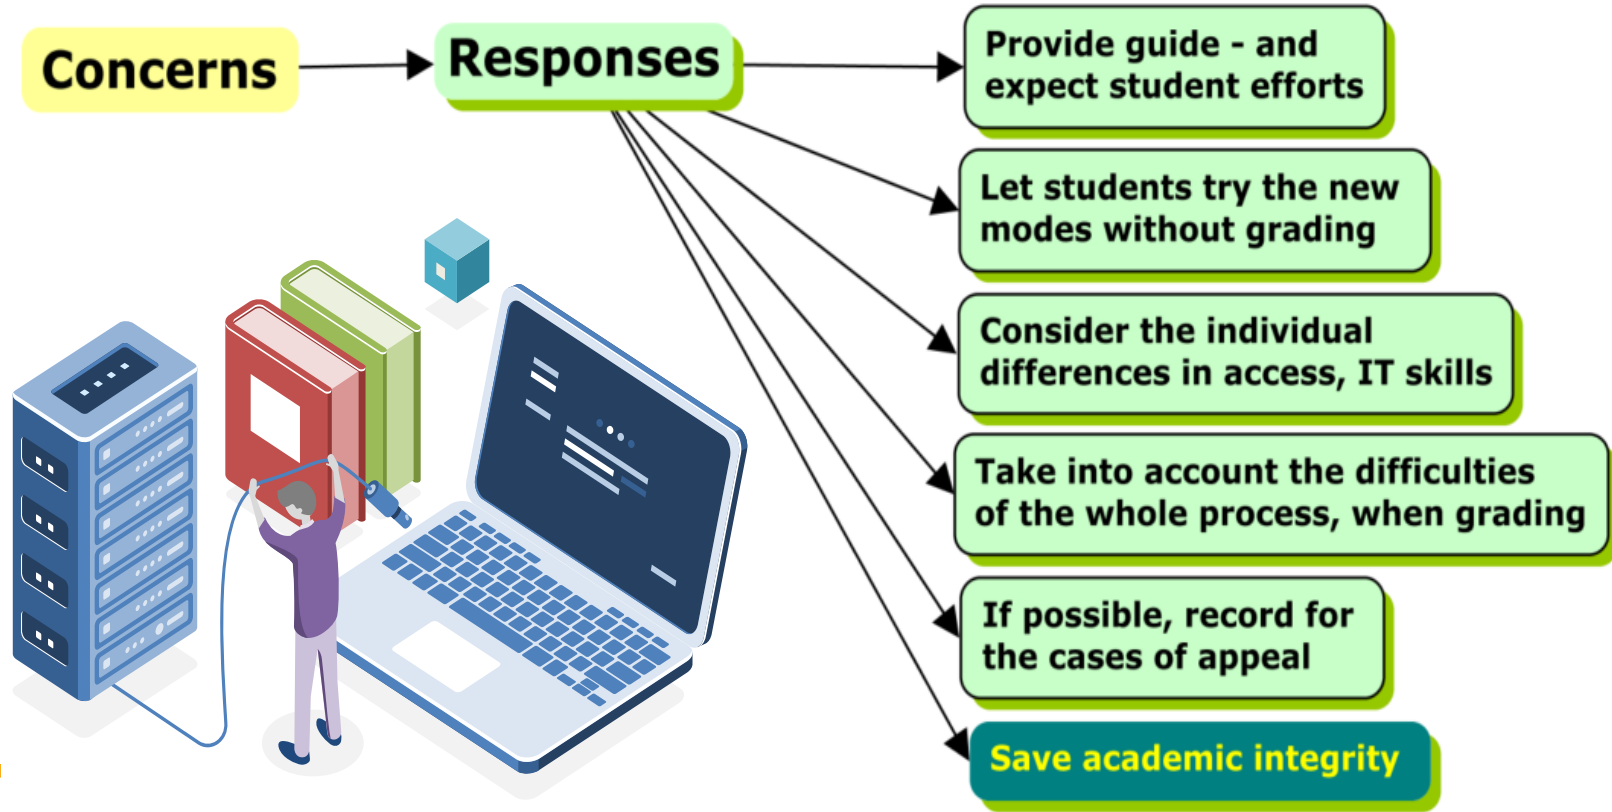 Concerns
Responses
Provide guide - and
expect student efforts
Let students try the new
modes without grading
Consider the individual
differences in access, IT skills
Take into account the difficulties
of the whole process, when grading
If possible, record for
the cases of appeal
Save academic integrity